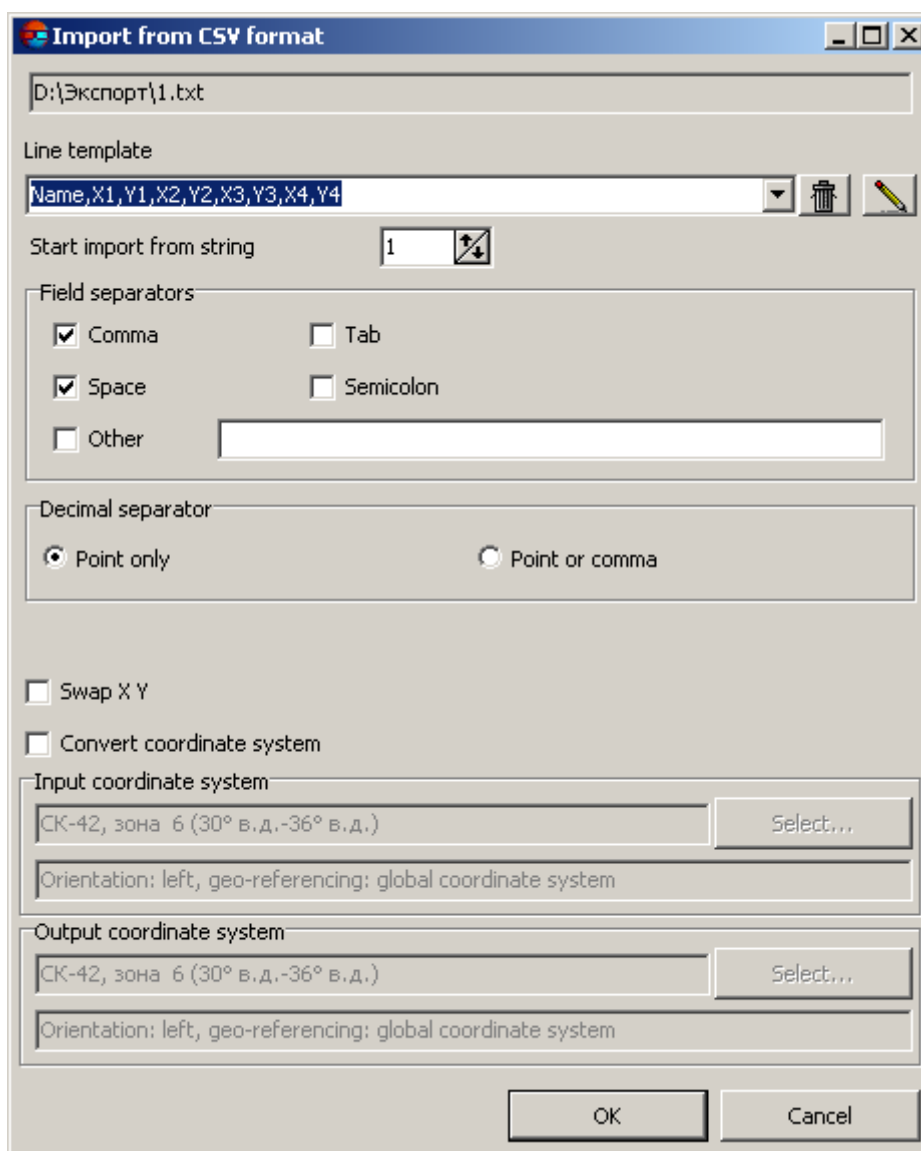 Import from CSV format
D:\Экспорт\1.txt
Line template
Name,X1,Y1,X2,Y2,X3,Y3,X4,Y4
Start import from string 1
Field separators
Comma Tab
Space Semicolon
Other
Decimal separator
Point only Point or comma
Swap X Y
Convert coordinate system
Input coordinate system
СК-42, зона 6 (30° в.д.-36° в.д.) Select...
Orientation: left, geo-referencing: global coordinate system
Output coordinate system
СК-42, зона 6 (30° в.д.-36° в.д.) Select...
Orientation: left, geo-referencing: global coordinate system
OK Cancel